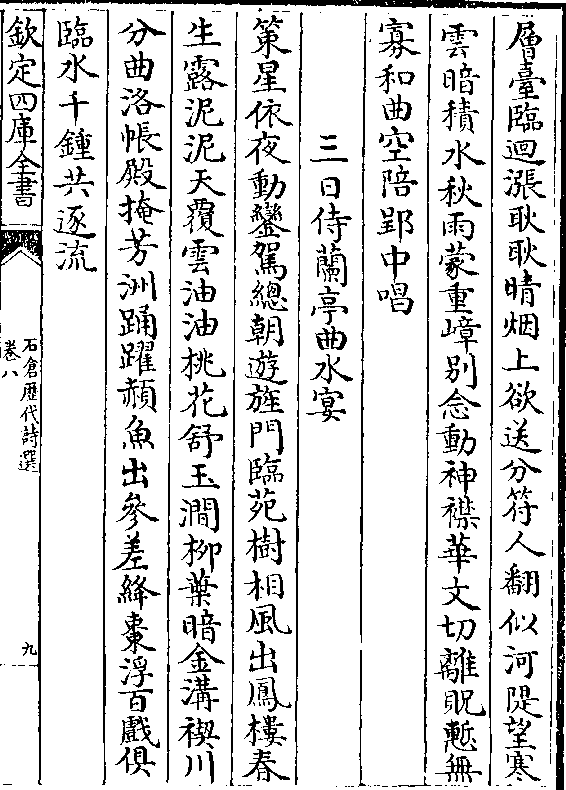 層臺臨迥漲耿耿晴烟上欲送分符人翻似河隄望寒
雲暗積水秋雨蒙重嶂別念動神襟華文切離貺慙無
寡和曲空陪郢中唱
三日侍蘭亭曲水宴
策星依夜動鑾駕總朝遊旌門臨苑樹相風出鳳樓春
生露泥泥天覆雲油油桃花舒玉澗柳葉暗金溝禊川
分曲洛帳殿掩芳洲踊躍頳魚出參差絳棗浮百戲俱
臨水千鍾共逐流
欽定四庫全書
石倉歴代詩選
卷八
九